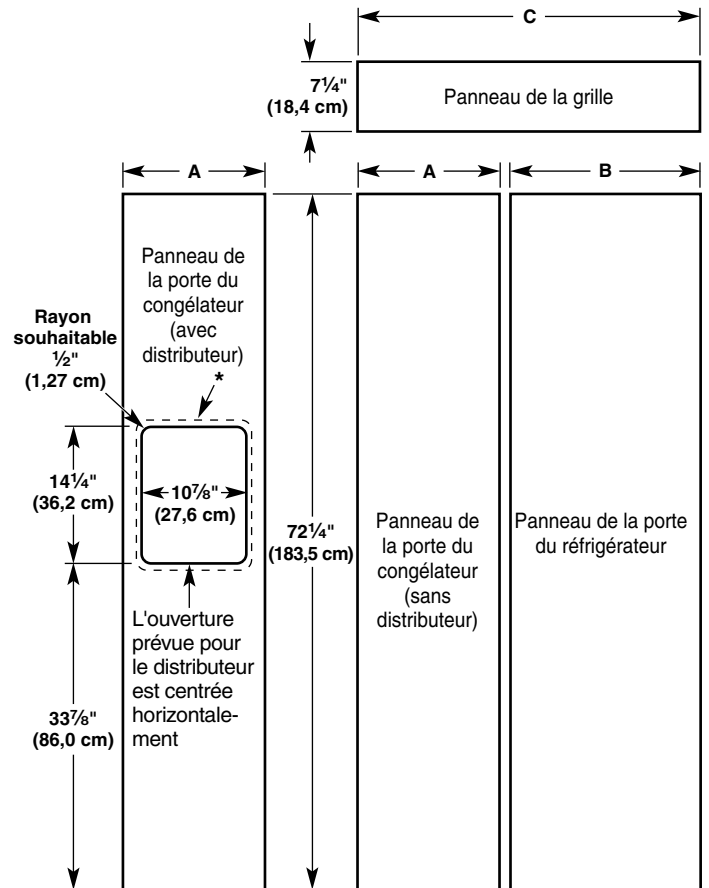 C
7¼"
(18,4 cm)
Panneau de la grille
A
A
B
Panneau de
la porte du
congélateur
(avec
distributeur)
*
Rayon
souhaitable
½"
(1,27 cm)
14¼"
(36,2 cm)
10⅞"
(27,6 cm)
72¼"
(183,5 cm)
Panneau de
la porte du
congélateur
(sans
distributeur)
Panneau de la porte
du réfrigérateur
L'ouverture
prévue pour
le distributeur
est centrée
horizontale-
ment
33⅞"
(86,0 cm)